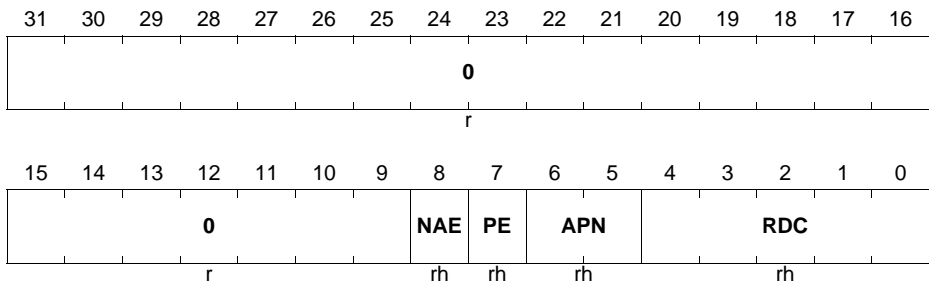 31 30 29 28 27 26 25 24 23 22 21 20 19 18 17 16
0
r
15 14 13 12 11 10 9 8 7 6 5 4 3 2 1 0
0 NAE PE APN RDC
r rh rh rh rh